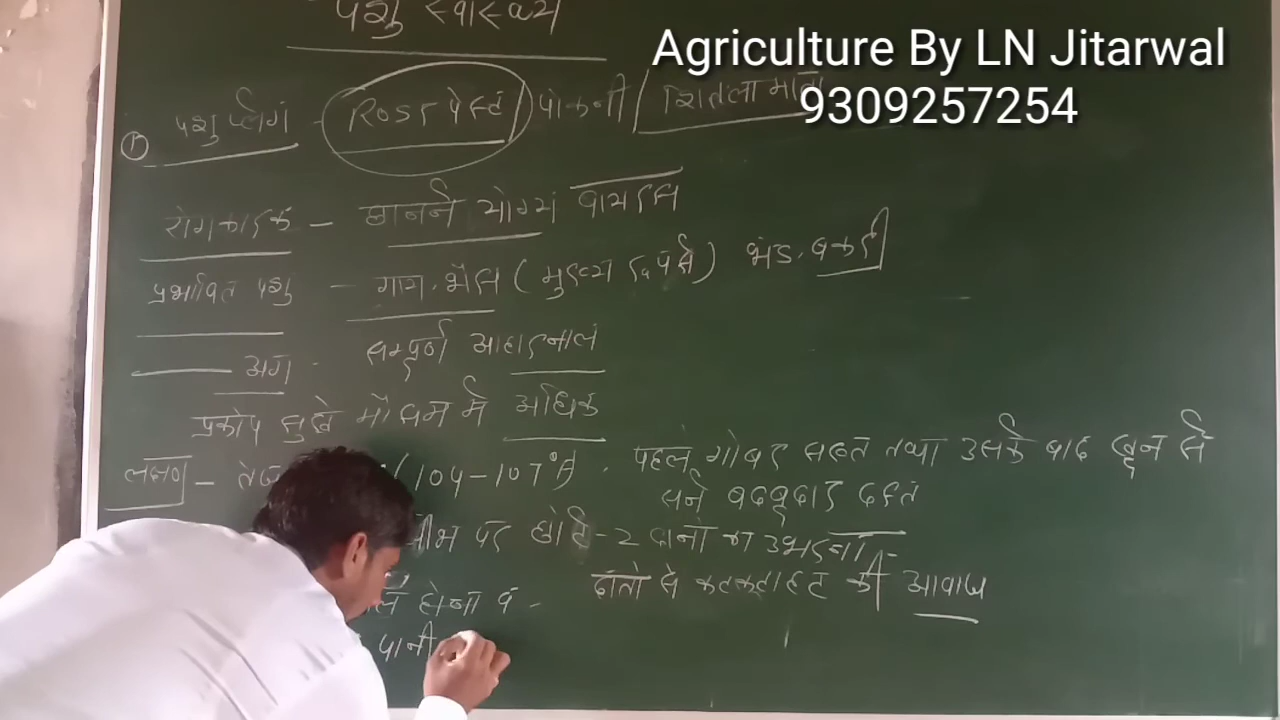 पशु स्वास्थ्य
Agriculture By LN Jitarwal
9309257254
① पशु प्लेग - पोकनी / शितला माता
रोगकारक - छानने योग्य वायरस
प्रभावित पशु - गाय, भैंस ( मुख्य रुप से ) भेड, बकरी
अंग - सम्पूर्ण आहारनाल
प्रकोप सुखे मौसम मे अधिक
लक्षण - तेज (104-107°F) . पहले गोबर सख्त तथा उसके बाद खून से
सने बदबूदार दस्त
जीभ पर छोटे-2 दानो का उभरना -
होना व - दांतो से कटकटाहट की आवाज
पानी